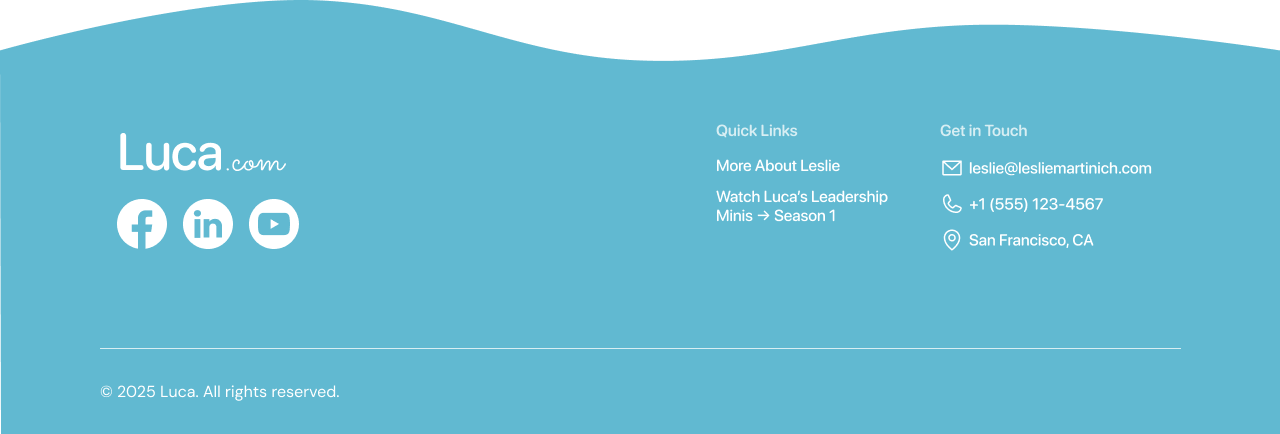 Luca.com
Quick Links
More About Leslie
Watch Luca’s Leadership
Minis → Season 1
Get in Touch
leslie@lesliemartinich.com
+1 (555) 123-4567
San Francisco, CA
© 2025 Luca. All rights reserved.